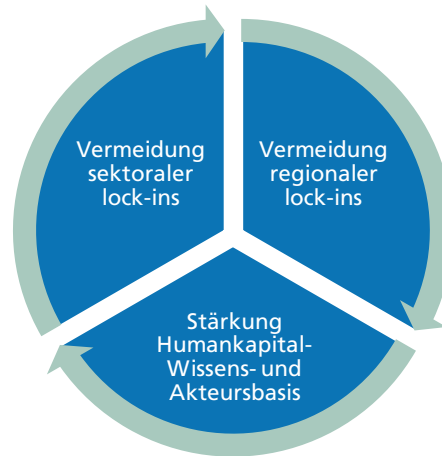 Vermeidung
sektoraler
lock-ins
Vermeidung
regionaler
lock-ins
Stärkung
Humankapital-
Wissens- und
Akteursbasis